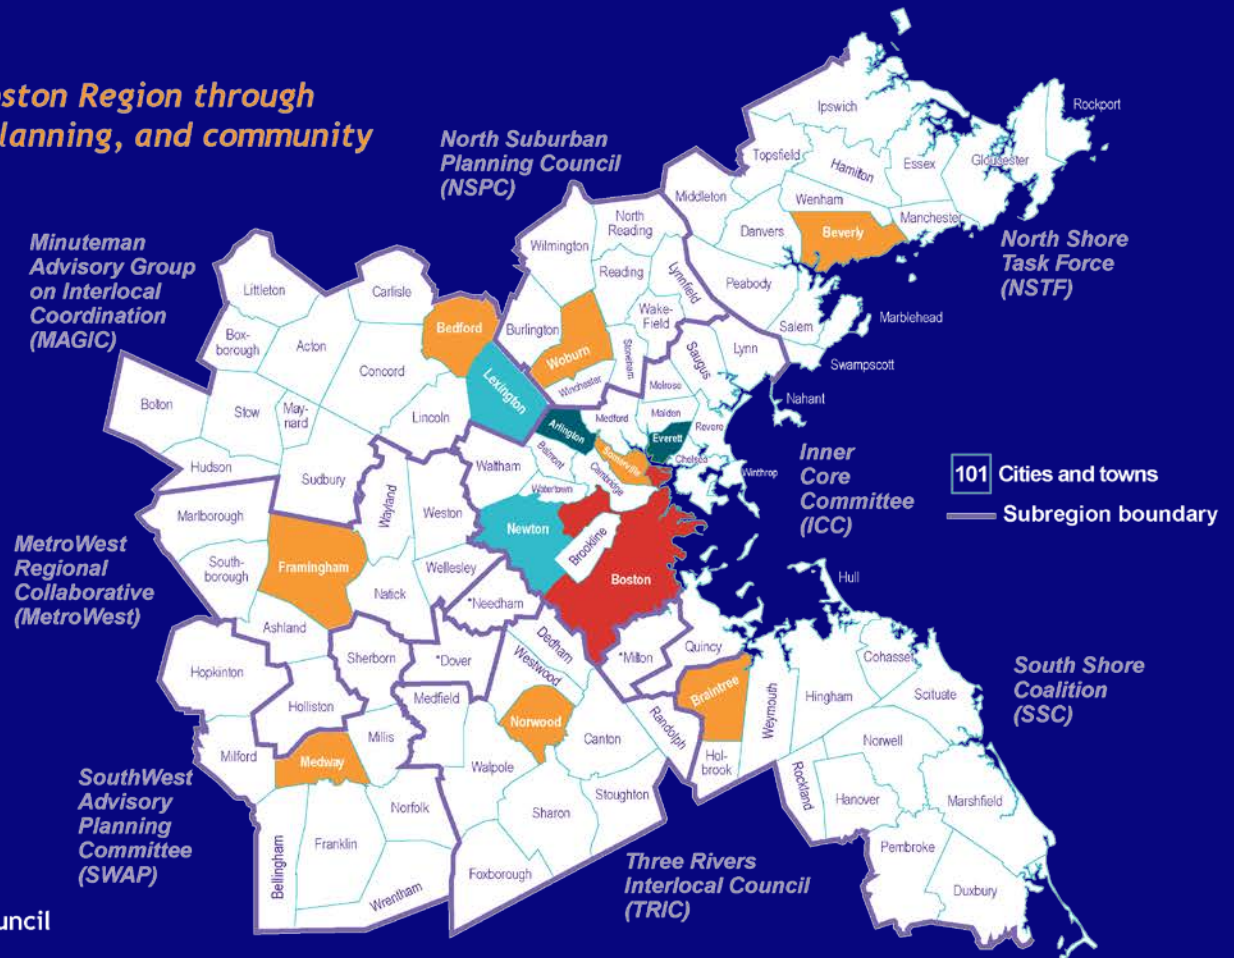 ston Region through
lanning, and community
North Suburban
Planning Council
(NSPC)
Minuteman
Advisory Group
on Interlocal
Coordination
(MAGIC)
North Shore
Task Force
(NSTF)
Inner
Core
Committee
(ICC)
MetroWest
Regional
Collaborative
(MetroWest)
South Shore
Coalition
(SSC)
SouthWest
Advisory
Planning
Committee
(SWAP)
Three Rivers
Interlocal Council
(TRIC)
101 Cities and towns
Subregion boundary
Rockport
Ipswich
Topsfield
Hamilton
Essex
Gloucester
Middleton
Wenham
Manchester
Danvers
Beverly
Peabody
Salem
Marblehead
Swampscott
Nahant
North
Reading
Wilmington
Reading
Lynnfield
Wake-
Field
Burlington
Woburn
Stoneham
Winchester
Saugus
Lynn
Littleton
Carlisle
Bedford
Box-
borough
Acton
Concord
Lexington
Bolton
Stow
May-
nard
Lincoln
Hudson
Sudbury
Melrose
Medford
Malden
Revere
Arlington
Everett
Somerville
Chelsea
Belmont
Cambridge
Winthrop
Waltham
Watertown
Newton
Brookline
Boston
Marlborough
Wayland
Weston
South-
borough
Framingham
Natick
Wellesley
*Needham
Ashland
Hopkinton
Sherborn
*Dover
Dedham
Westwood
*Milton
Quincy
Hull
Holliston
Medfield
Norwood
Canton
Randolph
Braintree
Hol-
brook
Weymouth
Hingham
Cohasset
Scituate
Norwell
Milford
Medway
Millis
Walpole
Norfolk
Sharon
Stoughton
Rockland
Hanover
Marshfield
Pembroke
Duxbury
Bellingham
Franklin
Wrentham
Foxborough
uncil